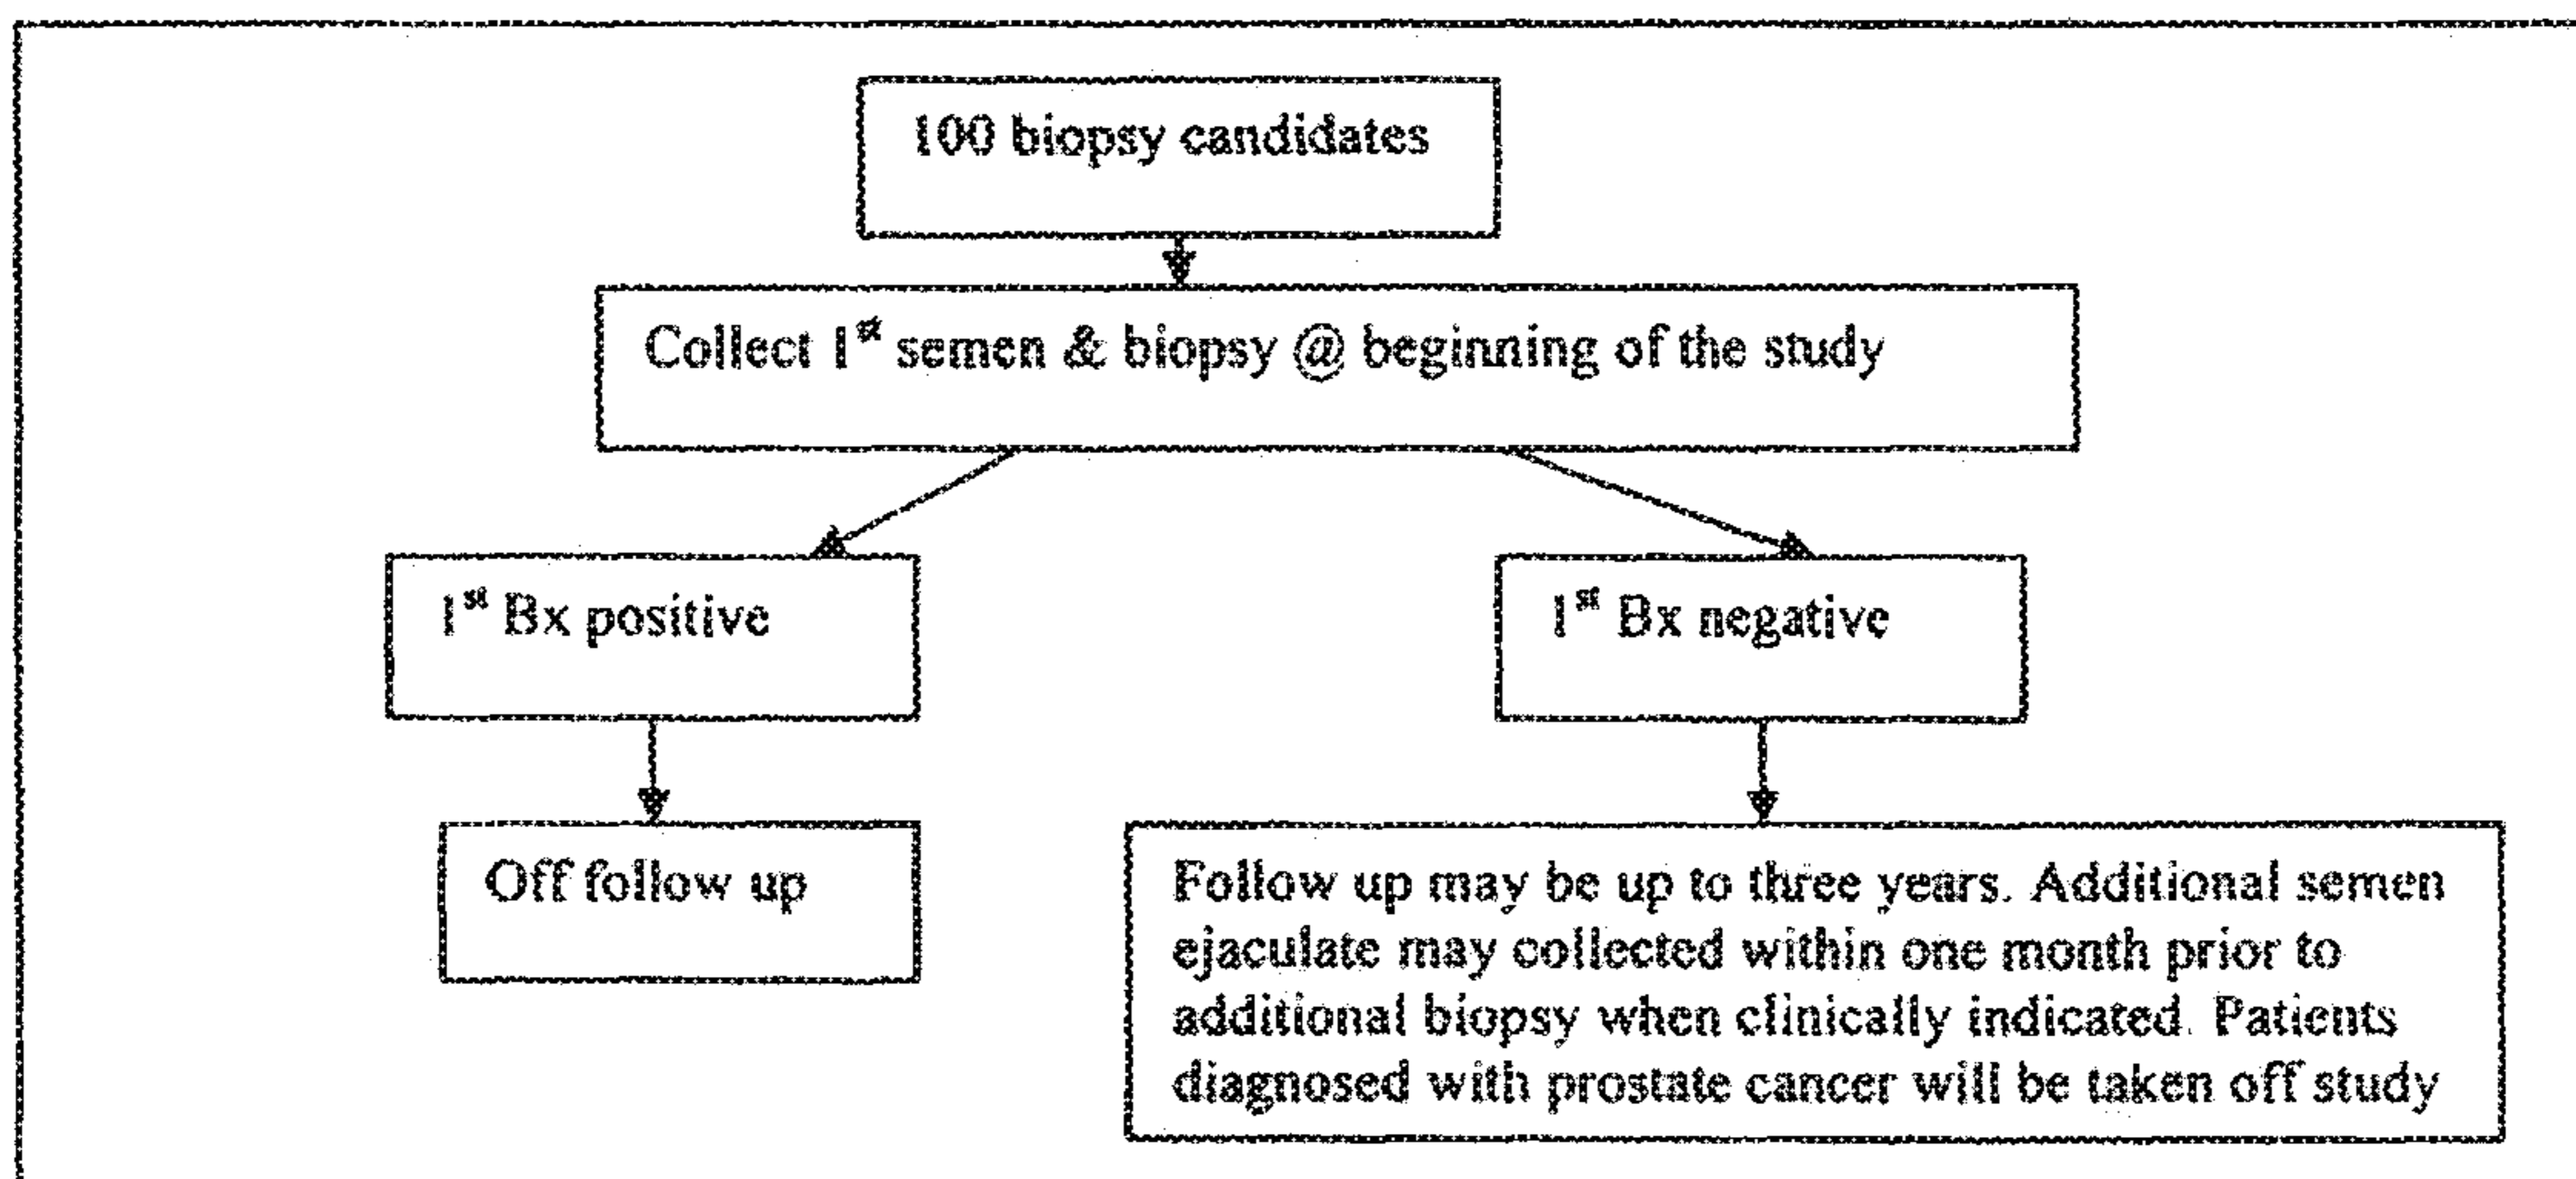 100 biopsy candidates
Collect 1st semen & biopsy @ beginning of the study
1st Bx positive
1st Bx negative
Off follow up
Follow up may be up to three years. Additional semen
ejaculate may collected within one month prior to
additional biopsy when clinically indicated. Patients
diagnosed with prostate cancer will be taken off study